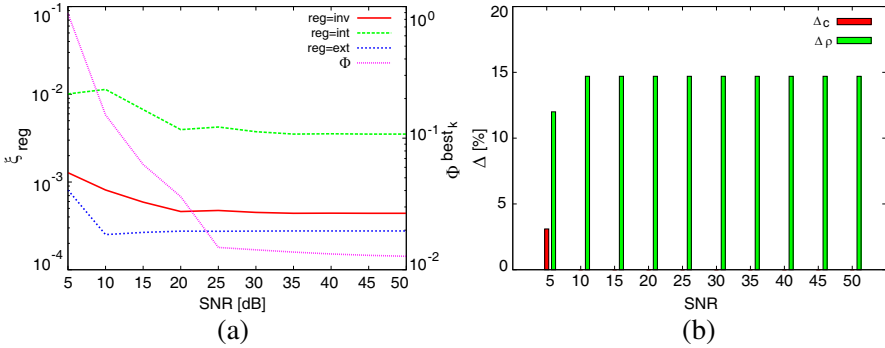 10^-1
10^-2
10^-3
10^-4
ξ reg
reg=inv
reg=int
reg=ext
Φ
10^0
10^-1
10^-2
Φ best_k
5 10 15 20 25 30 35 40 45 50
SNR [dB]
(a)
20
15
10
5
0
Δ [%]
Δc
Δρ
5 10 15 20 25 30 35 40 45 50
SNR
(b)